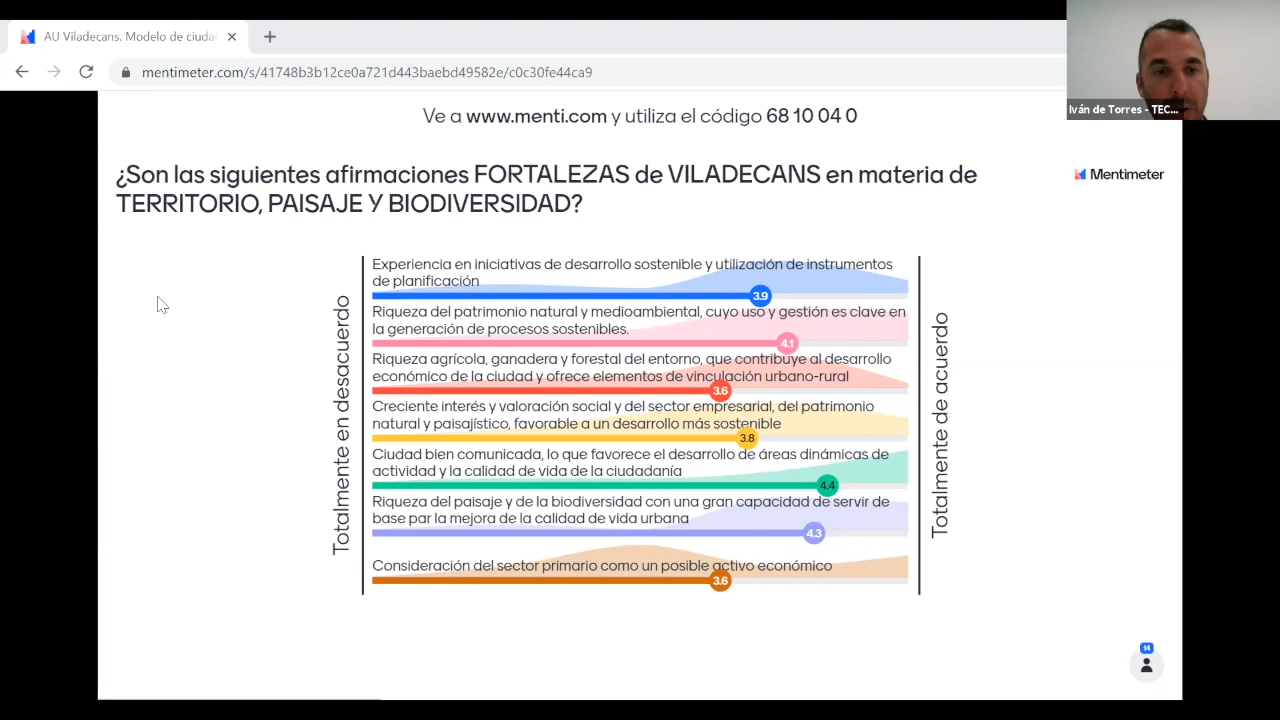 AU Viladecans. Modelo de ciuda
mentimeter.com/s/41748b3b12ce0a721d443baebd49582e/c0c30fe44ca9
Iván de Torres - TEC...
Ve a www.menti.com y utiliza el código 68 10 04 0
¿Son las siguientes afirmaciones FORTALEZAS de VILADECANS en materia de
TERRITORIO, PAISAJE Y BIODIVERSIDAD?
Mentimeter
Totalmente en desacuerdo
Experiencia en iniciativas de desarrollo sostenible y utilización de instrumentos
de planificación
3.9
Riqueza del patrimonio natural y medioambiental, cuyo uso y gestión es clave en
la generación de procesos sostenibles.
4.1
Riqueza agrícola, ganadera y forestal del entorno, que contribuye al desarrollo
económico de la ciudad y ofrece elementos de vinculación urbano-rural
3.6
Creciente interés y valoración social y del sector empresarial, del patrimonio
natural y paisajístico, favorable a un desarrollo más sostenible
3.8
Ciudad bien comunicada, lo que favorece el desarrollo de áreas dinámicas de
actividad y la calidad de vida de la ciudadanía
4.4
Riqueza del paisaje y de la biodiversidad con una gran capacidad de servir de
base par la mejora de la calidad de vida urbana
4.3
Consideración del sector primario como un posible activo económico
3.6
Totalmente de acuerdo
14